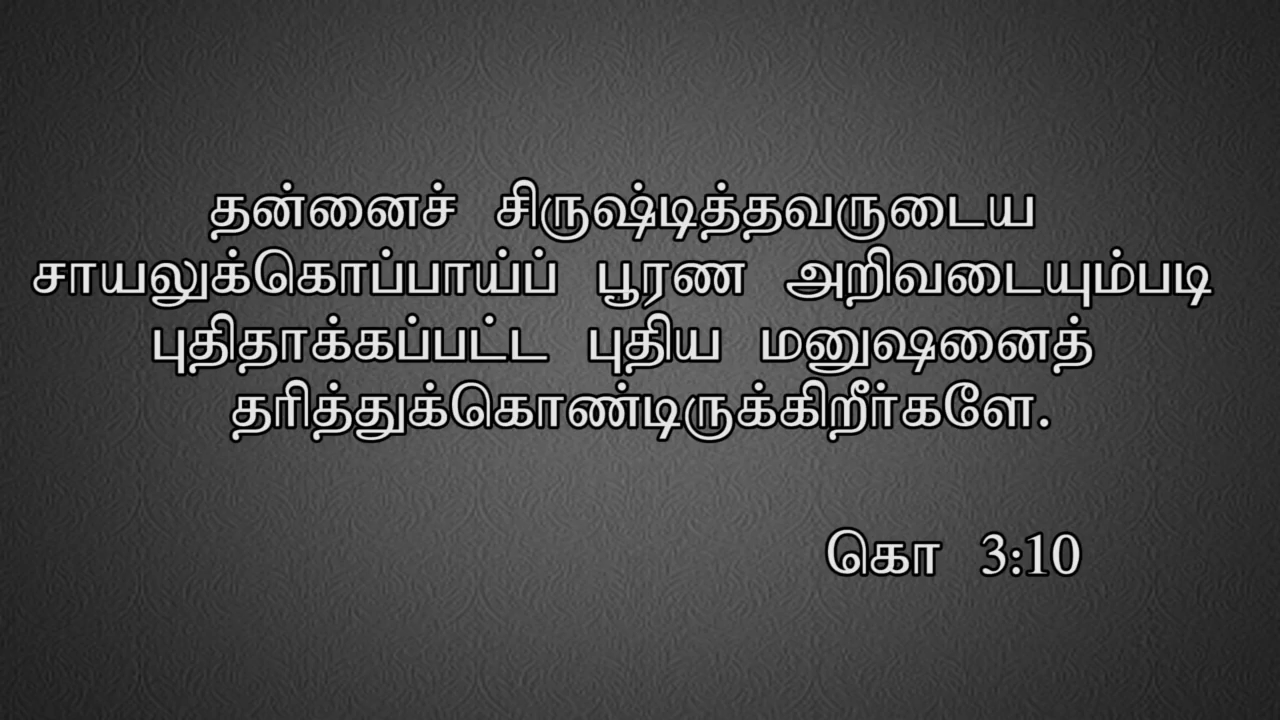 தன்னைச் சிருஷ்டித்தவருடைய
சாயலுக்கொப்பாய்ப் பூரண அறிவடையும்படி
புதிதாக்கப்பட்ட புதிய மனுஷனைத்
தரித்துக்கொண்டிருக்கிறீர்களே.
கொ 3:10